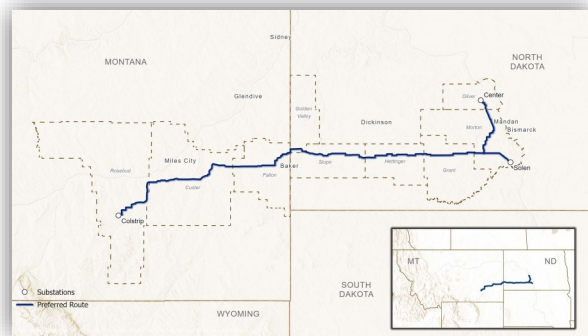 Sidney
MONTANA
NORTH
DAKOTA
Glendive
Oliver
Center
Golden
Valley
Dickinson
Morton
Mandan
Bismarck
Miles City
Baker
Slope
Hettinger
Grant
Solen
Rosebud
Custer
Fallon
Colstrip
MT
ND
SOUTH
DAKOTA
Substations
Preferred Route
WYOMING